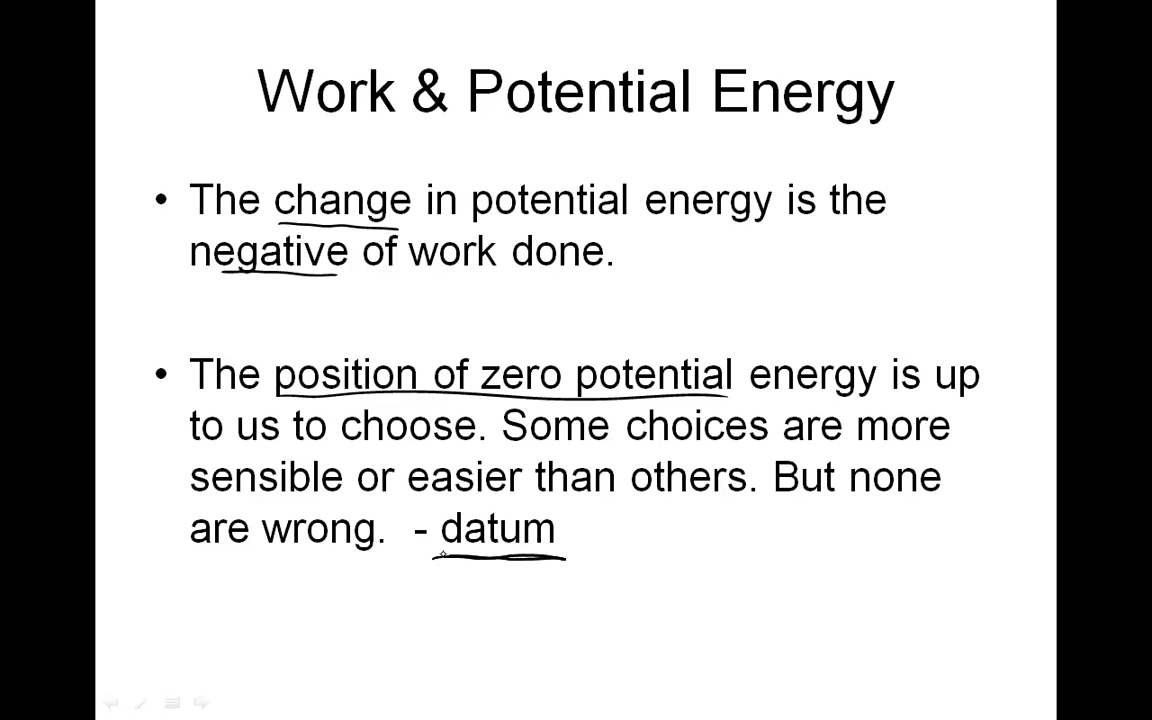 Work & Potential Energy
• The change in potential energy is the
negative of work done.
• The position of zero potential energy is up
to us to choose. Some choices are more
sensible or easier than others. But none
are wrong. - datum